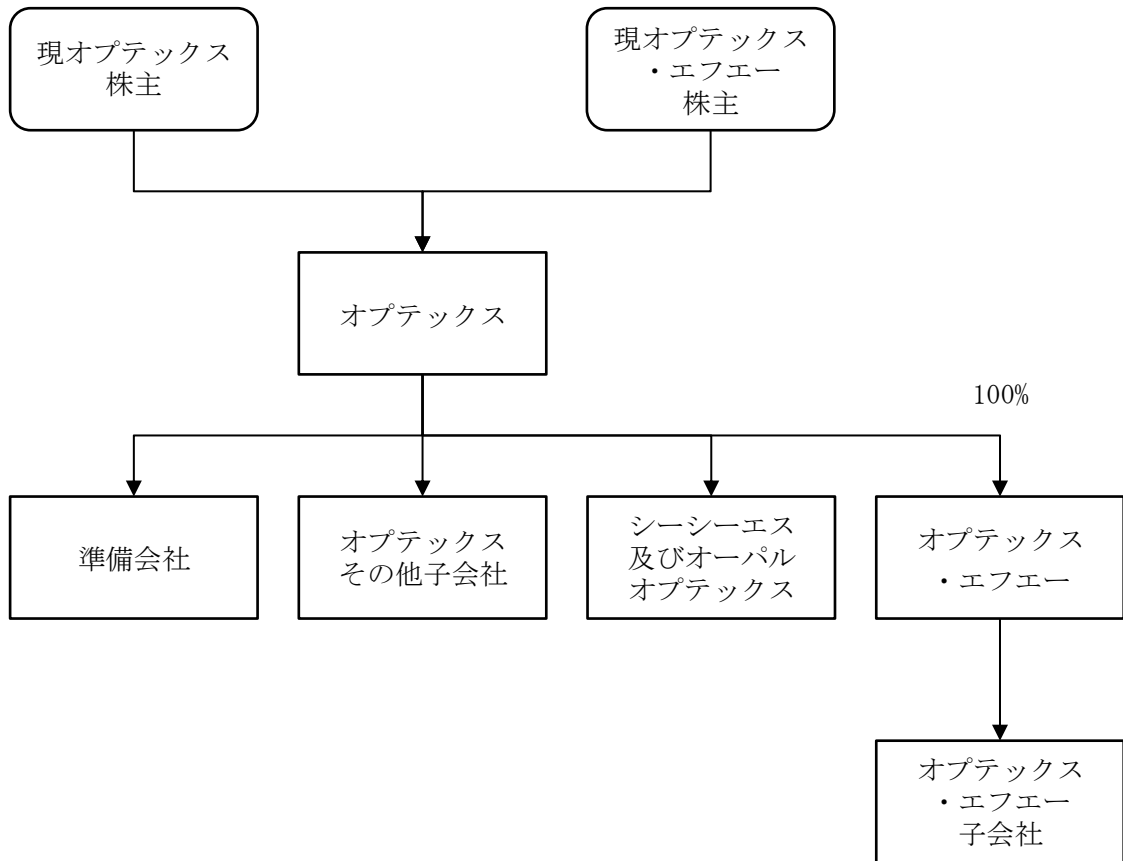 現オプテックス
株主
現オプテックス
・エフエー
株主
オプテックス
100%
準備会社
オプテックス
その他子会社
シーシーエス
及びオーパル
オプテックス
オプテックス
・エフエー
オプテックス
・エフエー
子会社